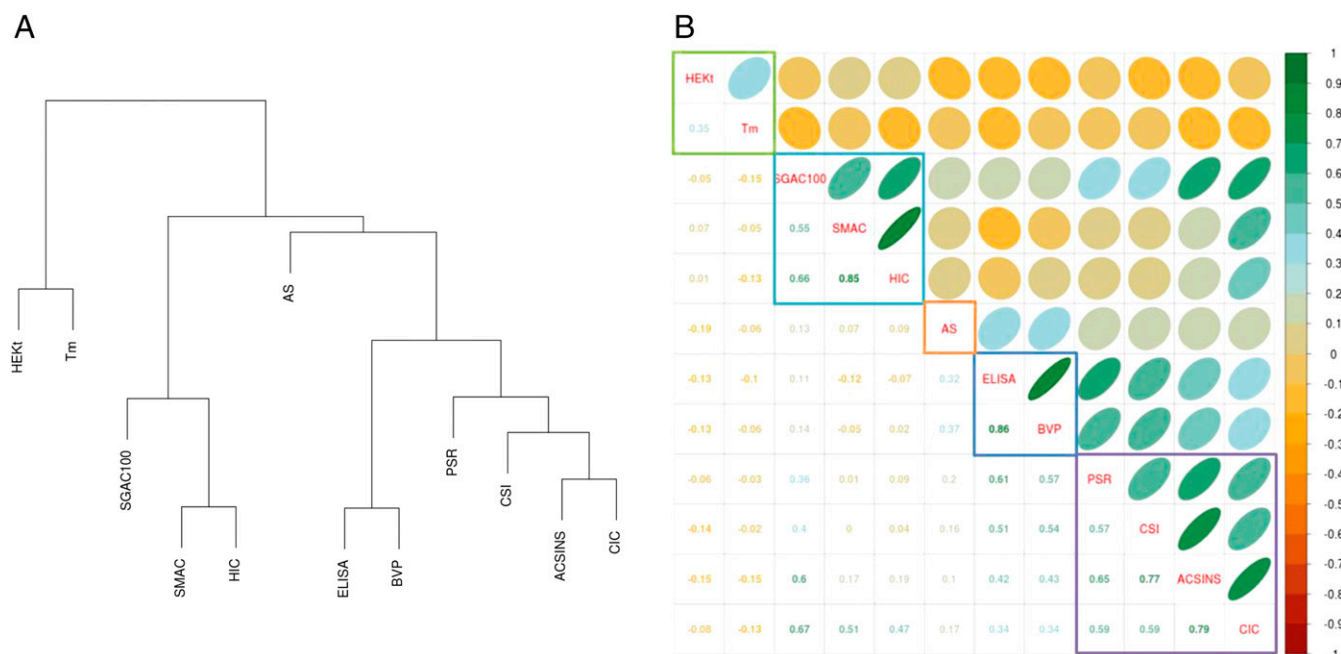 A
HEKt
Tm
AS
SGAC100
SMAC
HIC
ELISA
BVP
PSR
CSI
ACSINS
CIC
B
HEKt
0.35 Tm
-0.05 -0.15 SGAC100
0.07 -0.05 0.55 SMAC
0.01 -0.13 0.66 0.85 HIC
-0.19 -0.06 0.13 0.07 0.09 AS
-0.13 -0.1 0.11 -0.12 -0.07 0.32 ELISA
-0.13 -0.06 0.14 -0.05 0.02 0.37 0.86 BVP
-0.06 -0.03 0.36 0.01 0.09 0.2 0.61 0.57 PSR
-0.14 -0.02 0.4 0 0.04 0.16 0.51 0.54 0.57 CSI
-0.15 -0.15 0.6 0.17 0.19 0.1 0.42 0.43 0.65 0.77 ACSINS
-0.08 -0.13 0.67 0.51 0.47 0.17 0.34 0.34 0.59 0.59 0.79 CIC
1
0.9
0.8
0.7
0.6
0.5
0.4
0.3
0.2
0.1
0
-0.1
-0.2
-0.3
-0.4
-0.5
-0.6
-0.7
-0.8
-0.9
-1